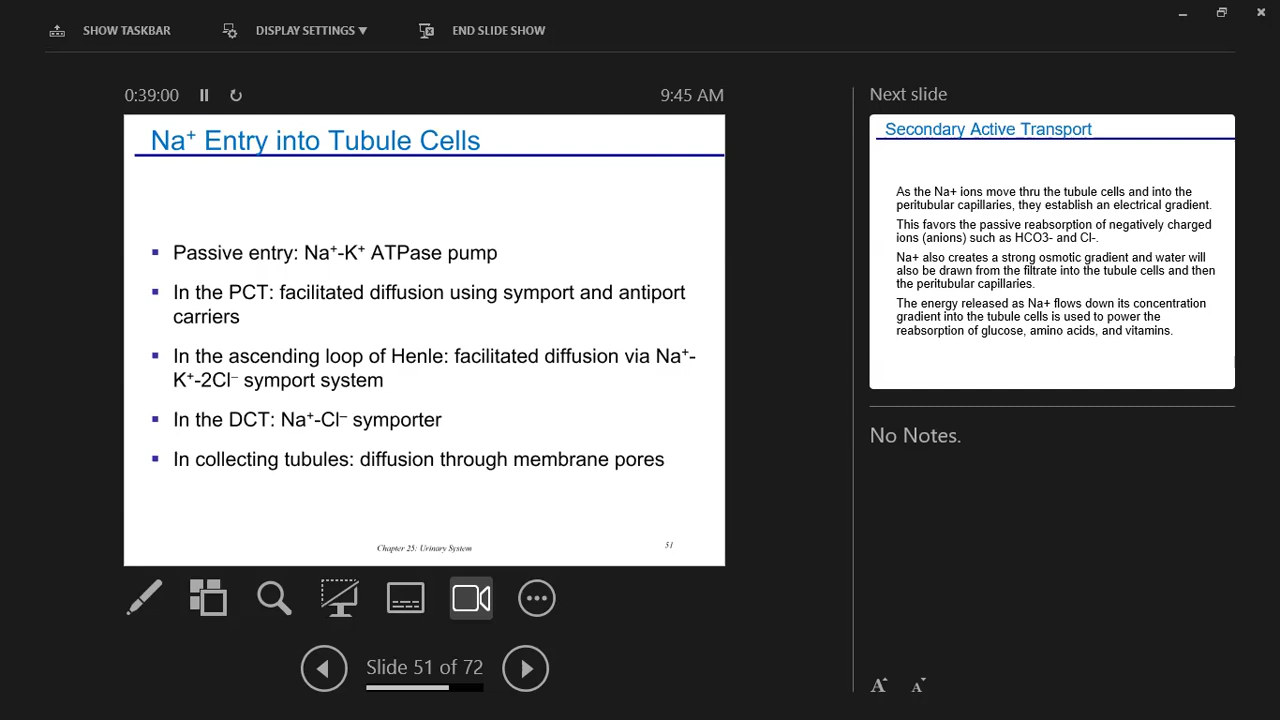 SHOW TASKBAR
DISPLAY SETTINGS ▼
END SLIDE SHOW
0:39:00
9:45 AM
Na⁺ Entry into Tubule Cells
▪ Passive entry: Na⁺-K⁺ ATPase pump
▪ In the PCT: facilitated diffusion using symport and antiport
carriers
▪ In the ascending loop of Henle: facilitated diffusion via Na⁺-
K⁺-2Cl⁻ symport system
▪ In the DCT: Na⁺-Cl⁻ symporter
▪ In collecting tubules: diffusion through membrane pores
Chapter 25: Urinary System
51
Slide 51 of 72
Next slide
Secondary Active Transport
As the Na+ ions move thru the tubule cells and into the
peritubular capillaries, they establish an electrical gradient.
This favors the passive reabsorption of negatively charged
ions (anions) such as HCO3- and Cl-.
Na+ also creates a strong osmotic gradient and water will
also be drawn from the filtrate into the tubule cells and then
the peritubular capillaries.
The energy released as Na+ flows down its concentration
gradient into the tubule cells is used to power the
reabsorption of glucose, amino acids, and vitamins.
No Notes.
A A